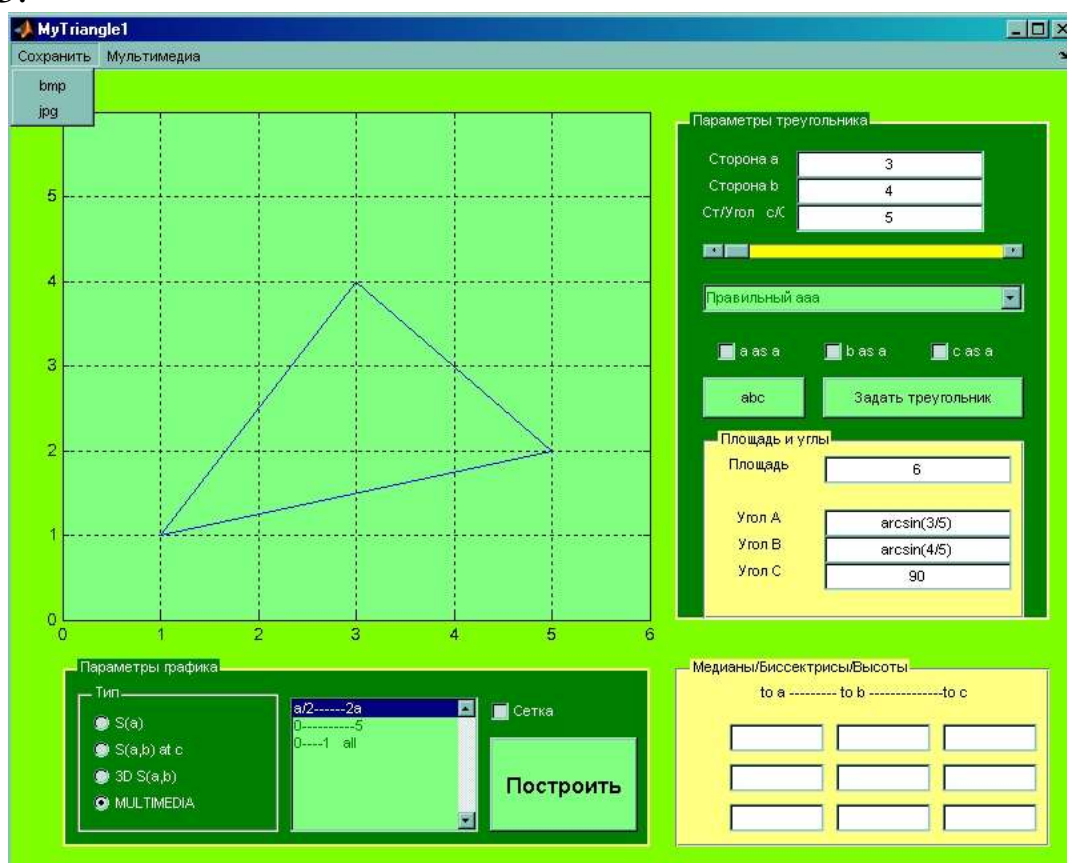 MyTriangle1
Сохранить Мультимедиа
bmp
jpg
5
4
3
2
1
0
0 1 2 3 4 5 6
Параметры треугольника
Сторона a 3
Сторона b 4
Ст/Угол c/C 5
Правильный aaa
a as a b as a c as a
abc Задать треугольник
Площадь и углы
Площадь 6
Угол A arcsin(3/5)
Угол B arcsin(4/5)
Угол C 90
Параметры графика
Тип
S(a)
S(a,b) at c
3D S(a,b)
MULTIMEDIA
a/2------2a
0----------5
0----1 all
Сетка
Построить
Медианы/Биссектрисы/Высоты
to a --------- to b --------------to c